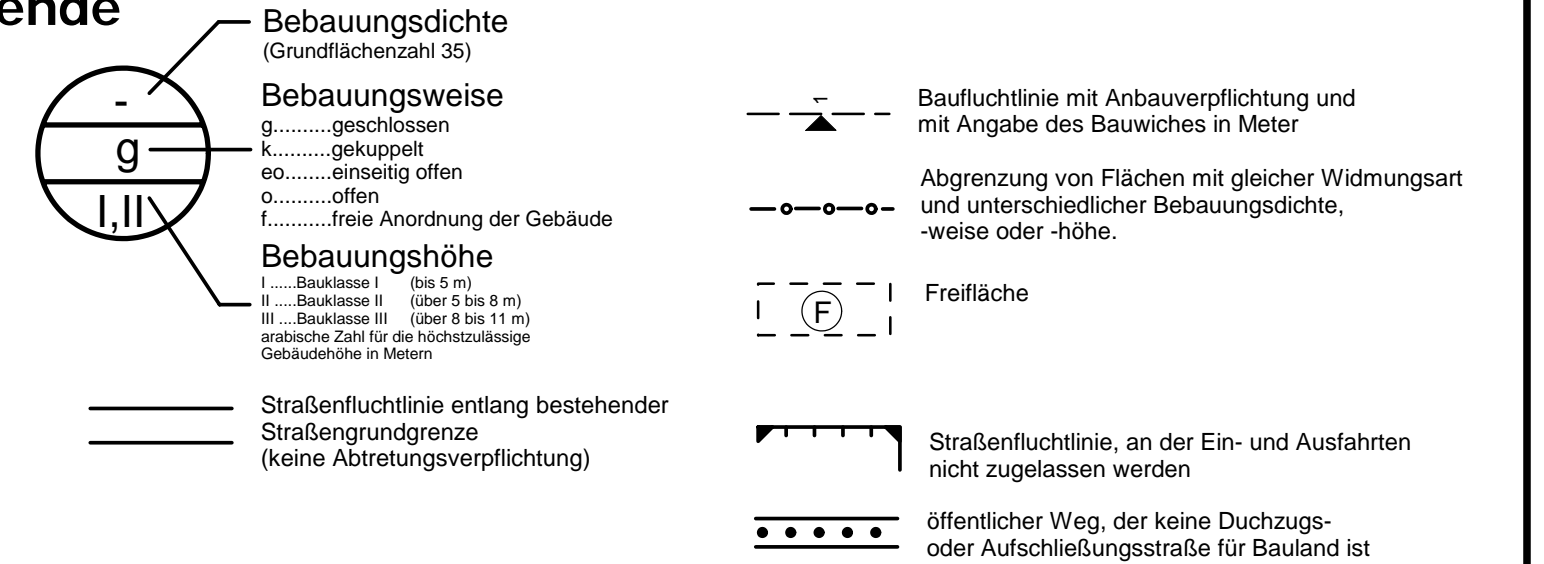 ende
Bebauungsdichte
(Grundflächenzahl 35)
-
g
I,II
Bebauungsweise
g..........geschlossen
k..........gekuppelt
eo........einseitig offen
o..........offen
f...........freie Anordnung der Gebäude
Bebauungshöhe
I ......Bauklasse I (bis 5 m)
II .....Bauklasse II (über 5 bis 8 m)
III ....Bauklasse III (über 8 bis 11 m)
arabische Zahl für die höchstzulässige
Gebäudehöhe in Metern
Straßenfluchtlinie entlang bestehender
Straßengrundgrenze
(keine Abtretungsverpflichtung)
1
Baufluchtlinie mit Anbauverpflichtung und
mit Angabe des Bauwiches in Meter
Abgrenzung von Flächen mit gleicher Widmungsart
und unterschiedlicher Bebauungsdichte,
-weise oder -höhe.
F
Freifläche
Straßenfluchtlinie, an der Ein- und Ausfahrten
nicht zugelassen werden
öffentlicher Weg, der keine Duchzugs-
oder Aufschließungsstraße für Bauland ist